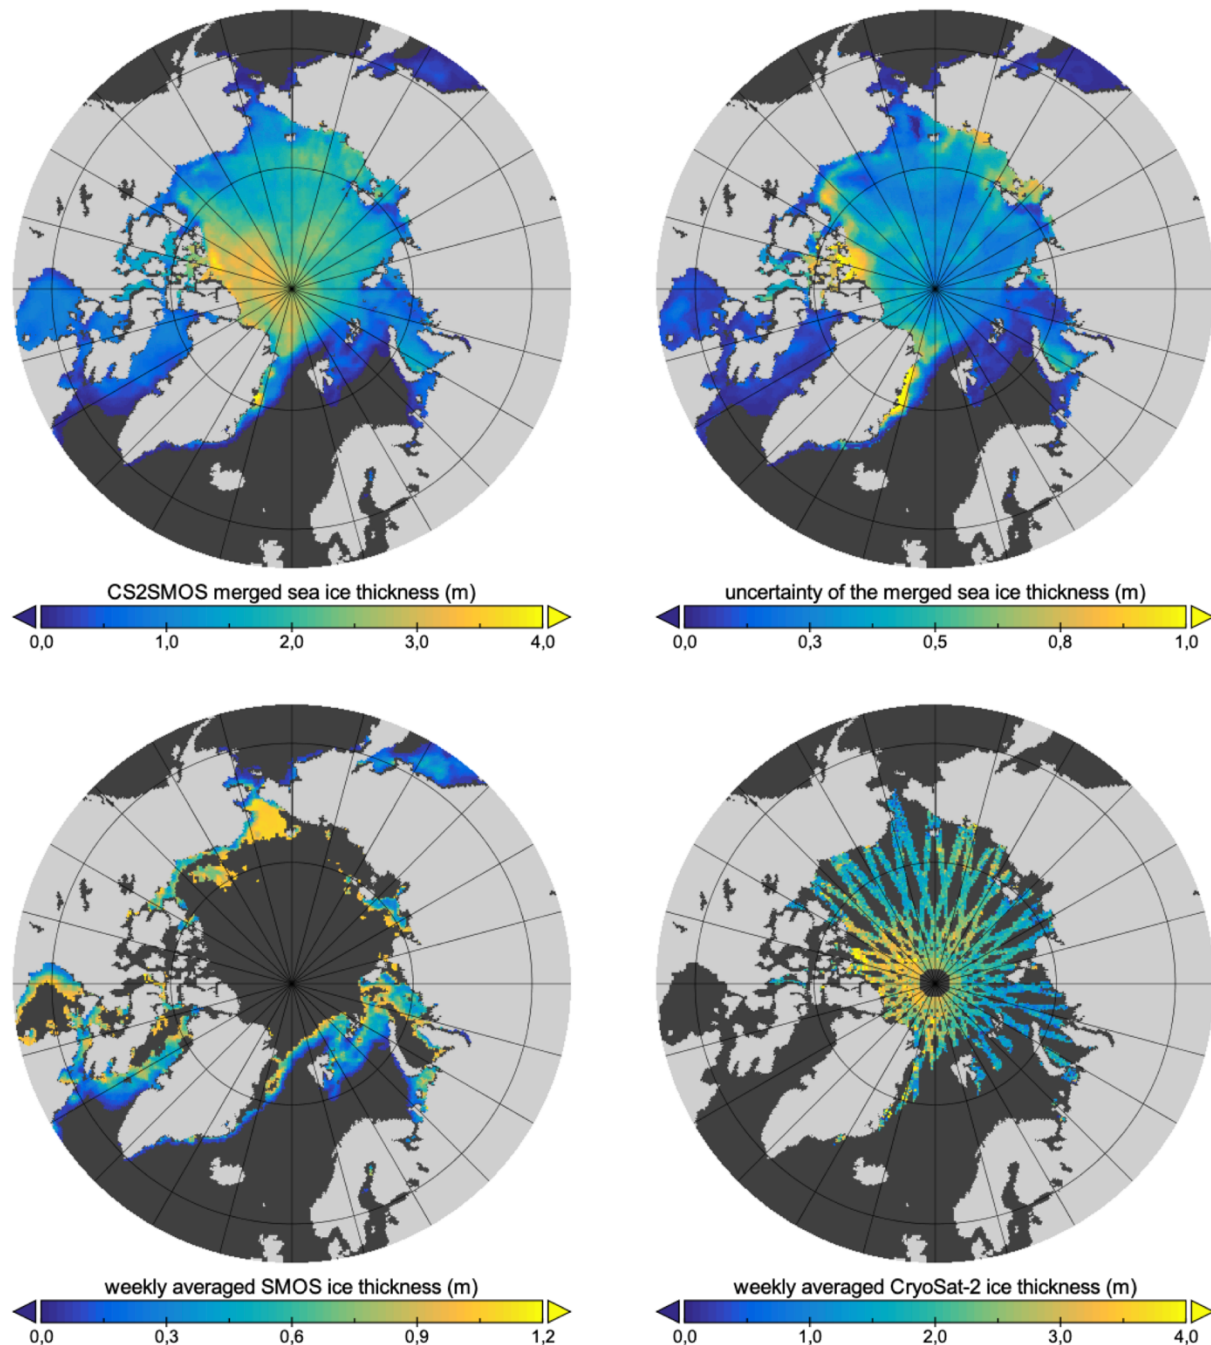 CS2SMOS merged sea ice thickness (m)
0,0 1,0 2,0 3,0 4,0
uncertainty of the merged sea ice thickness (m)
0,0 0,3 0,5 0,8 1,0
weekly averaged SMOS ice thickness (m)
0,0 0,3 0,6 0,9 1,2
weekly averaged CryoSat-2 ice thickness (m)
0,0 1,0 2,0 3,0 4,0